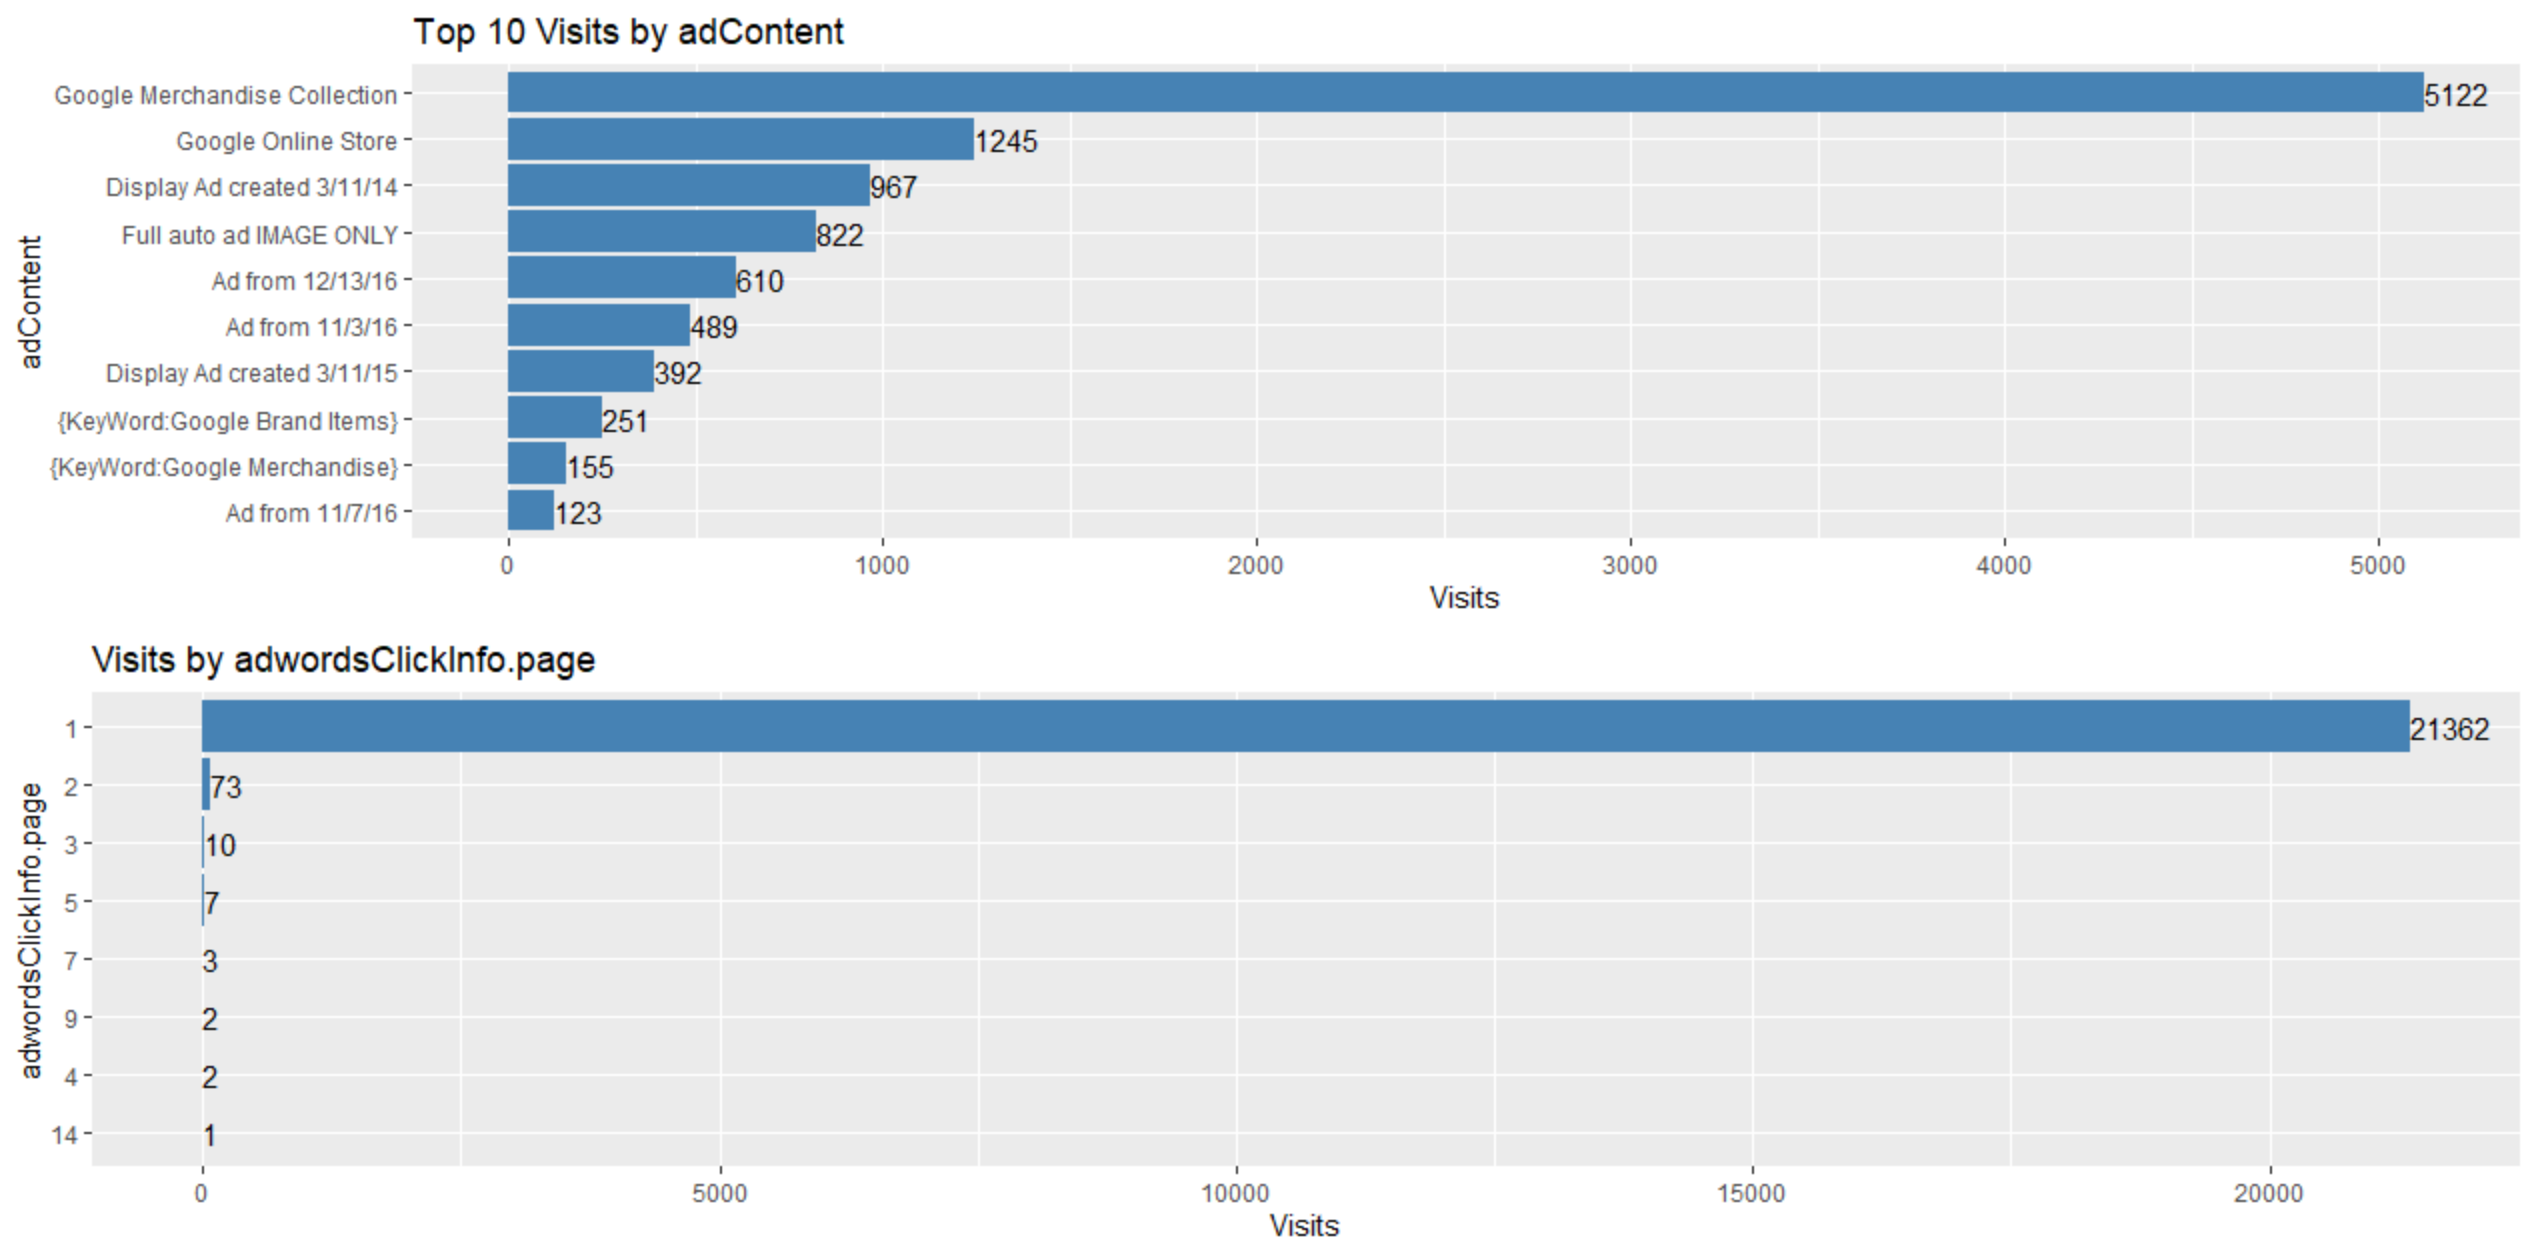 Top 10 Visits by adContent
adContent
Google Merchandise Collection
5122
Google Online Store
1245
Display Ad created 3/11/14
967
Full auto ad IMAGE ONLY
822
Ad from 12/13/16
610
Ad from 11/3/16
489
Display Ad created 3/11/15
392
{KeyWord:Google Brand Items}
251
{KeyWord:Google Merchandise}
155
Ad from 11/7/16
123
0 1000 2000 3000 4000 5000
Visits
Visits by adwordsClickInfo.page
adwordsClickInfo.page
1
21362
2
73
3
10
5
7
7
3
9
2
4
2
14
1
0 5000 10000 15000 20000
Visits